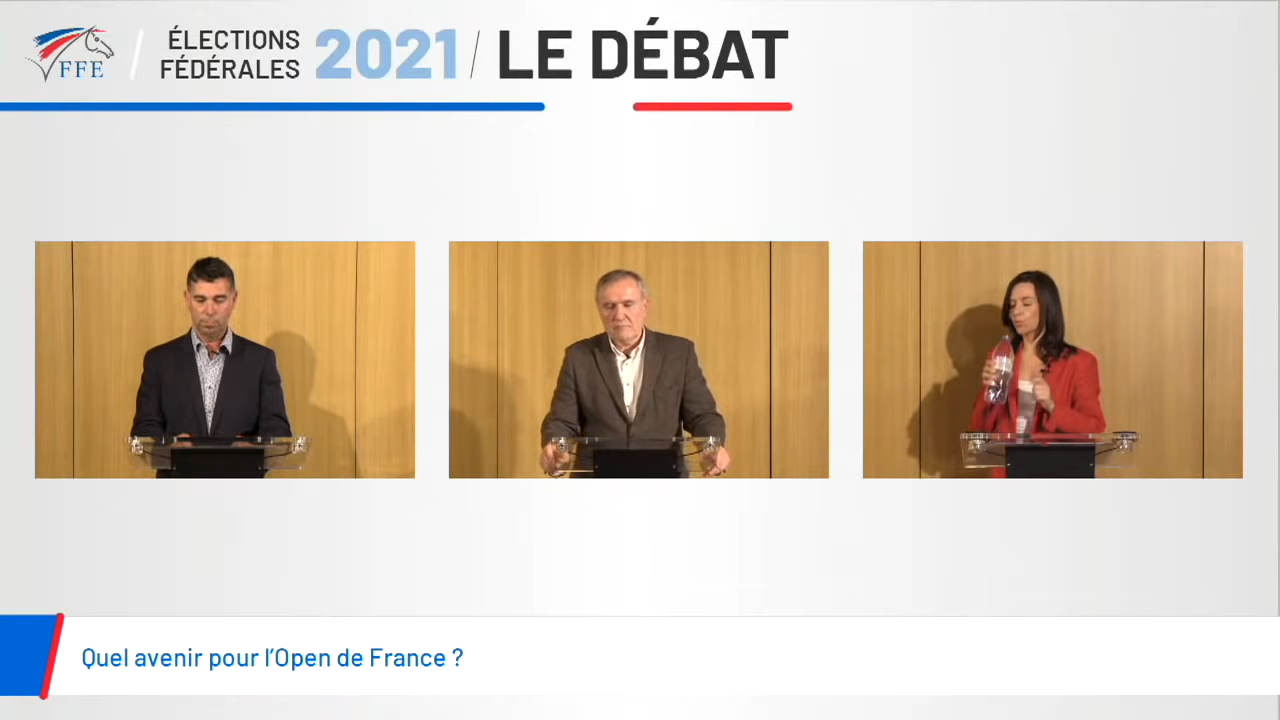 FFE
ÉLECTIONS
FÉDÉRALES
2021
LE DÉBAT
Quel avenir pour l'Open de France ?